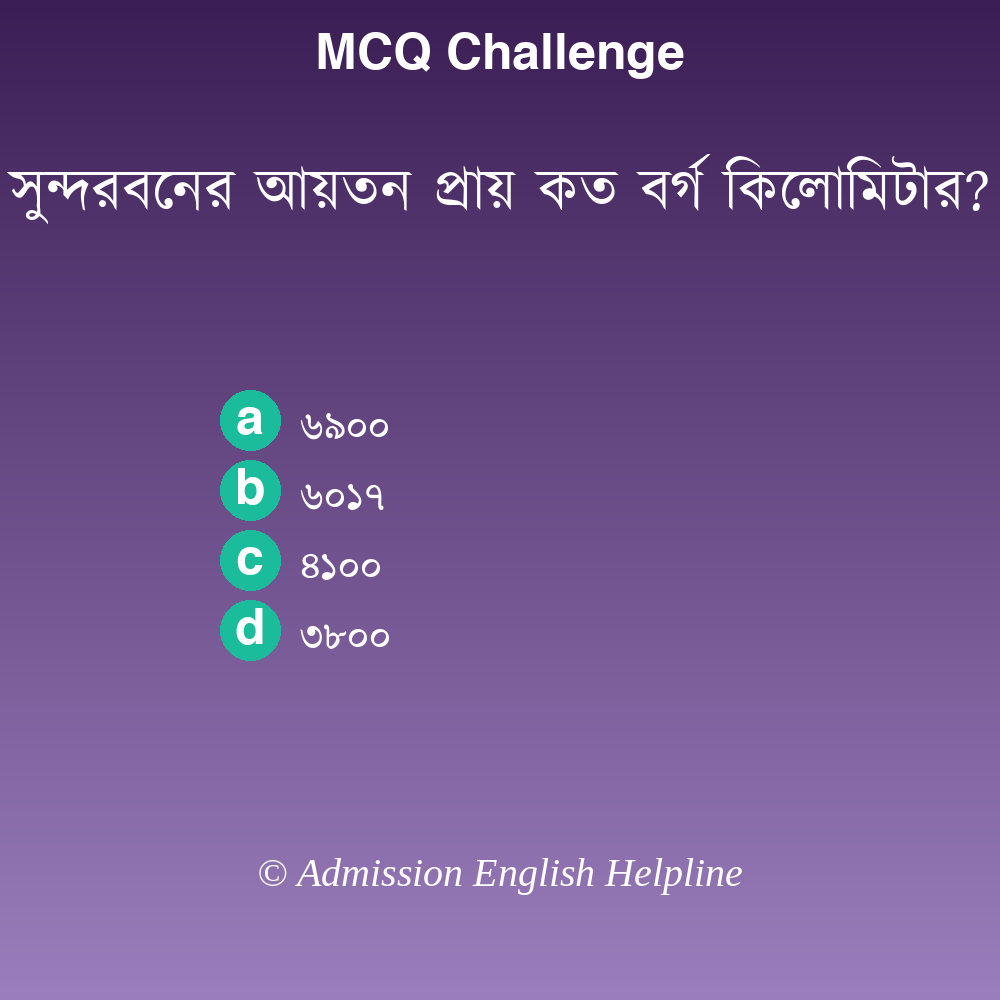 MCQ Challenge
সুন্দরবনের আয়তন প্রায় কত বর্গ কিলোমিটার?
a ৬৯০০
b ৬০১৭
c ৪১০০
d ৩৮০০
© Admission English Helpline